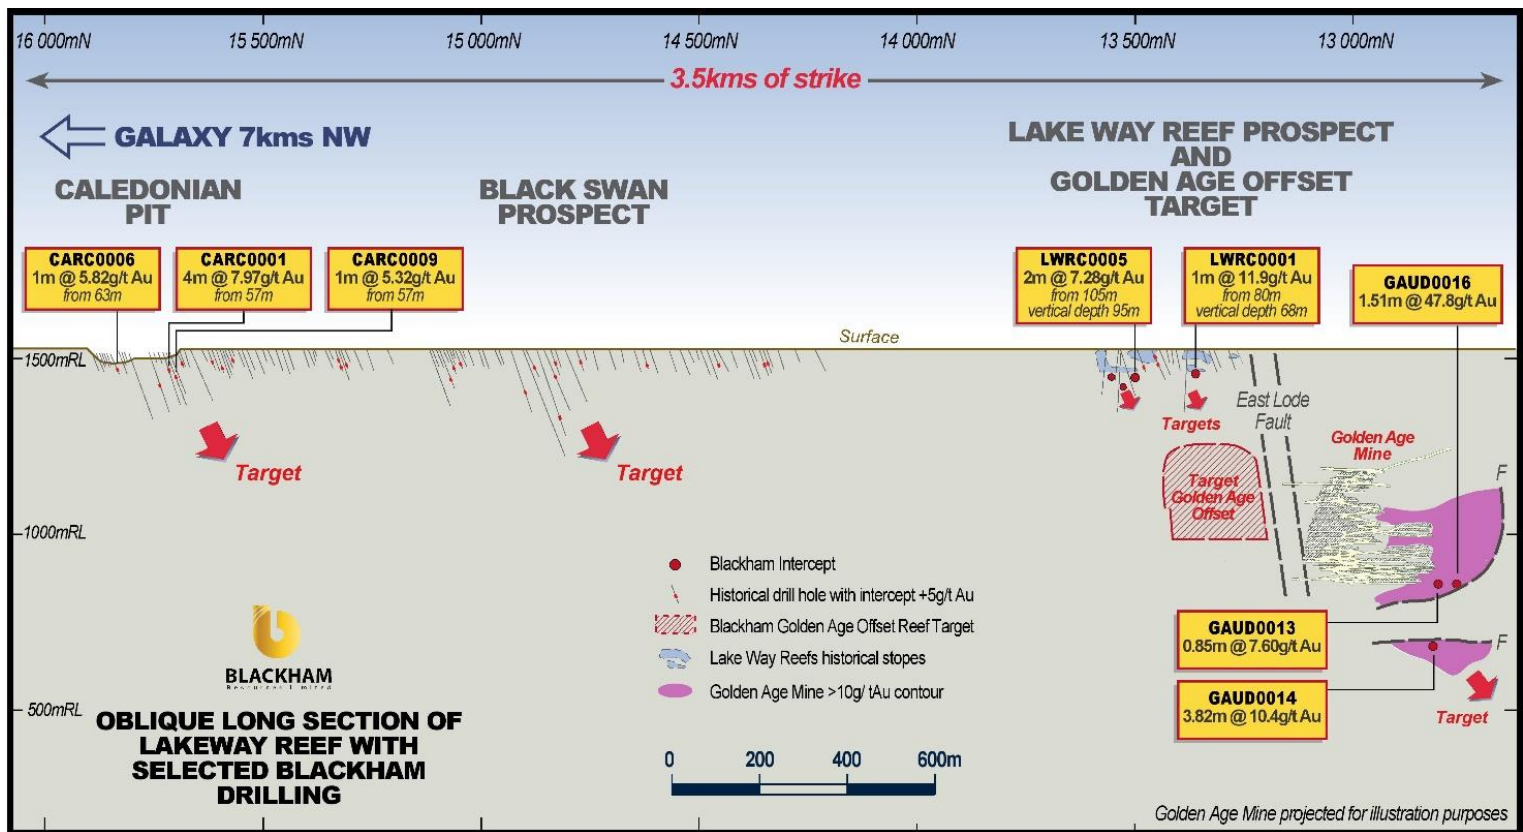 16 000mN
15 500mN
15 000mN
14 500mN
14 000mN
13 500mN
13 000mN
3.5kms of strike
GALAXY 7kms NW
CALEDONIAN
PIT
BLACK SWAN
PROSPECT
LAKE WAY REEF PROSPECT
AND
GOLDEN AGE OFFSET
TARGET
CARC0006
1m @ 5.82g/t Au
from 63m
CARC0001
4m @ 7.97g/t Au
from 57m
CARC0009
1m @ 5.32g/t Au
from 57m
LWRC0005
2m @ 7.28g/t Au
from 105m
vertical depth 95m
LWRC0001
1m @ 11.9g/t Au
from 80m
vertical depth 68m
GAUD0016
1.51m @ 47.8g/t Au
Surface
1500mRL
1000mRL
500mRL
Target
Target
Targets
East Lode
Fault
Golden Age
Mine
F
Target
Golden Age
Offset
Blackham Intercept
Historical drill hole with intercept +5g/t Au
Blackham Golden Age Offset Reef Target
Lake Way Reefs historical stopes
Golden Age Mine >10g/ tAu contour
GAUD0013
0.85m @ 7.60g/t Au
F
GAUD0014
3.82m @ 10.4g/t Au
Target
BLACKHAM
Resources Limited
OBLIQUE LONG SECTION OF
LAKEWAY REEF WITH
SELECTED BLACKHAM
DRILLING
0
200
400
600m
Golden Age Mine projected for illustration purposes